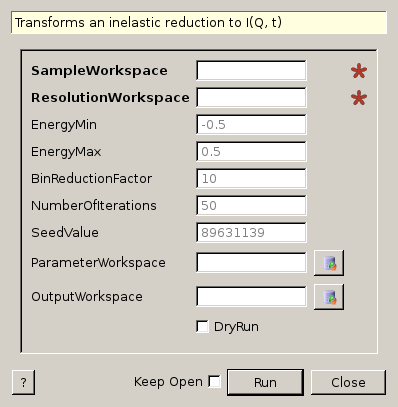 Transforms an inelastic reduction to I(Q, t)
SampleWorkspace
ResolutionWorkspace
EnergyMin -0.5
EnergyMax 0.5
BinReductionFactor 10
NumberOfIterations 50
SeedValue 89631139
ParameterWorkspace
OutputWorkspace
DryRun
? Keep Open Run Close